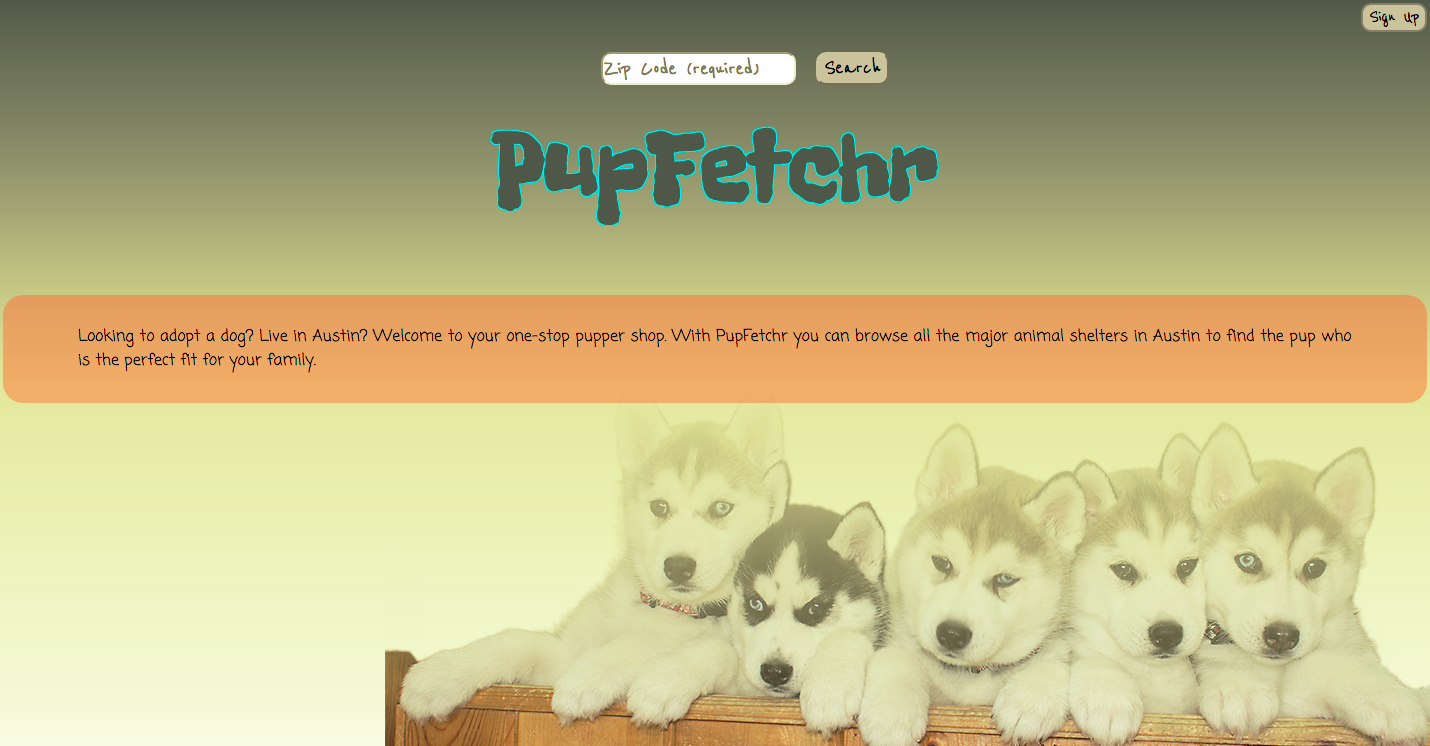 Sign Up
Zip Code (required) Search
PupFetchr
Looking to adopt a dog? Live in Austin? Welcome to your one-stop pupper shop. With PupFetchr you can browse all the major animal shelters in Austin to find the pup who
is the perfect fit for your family.